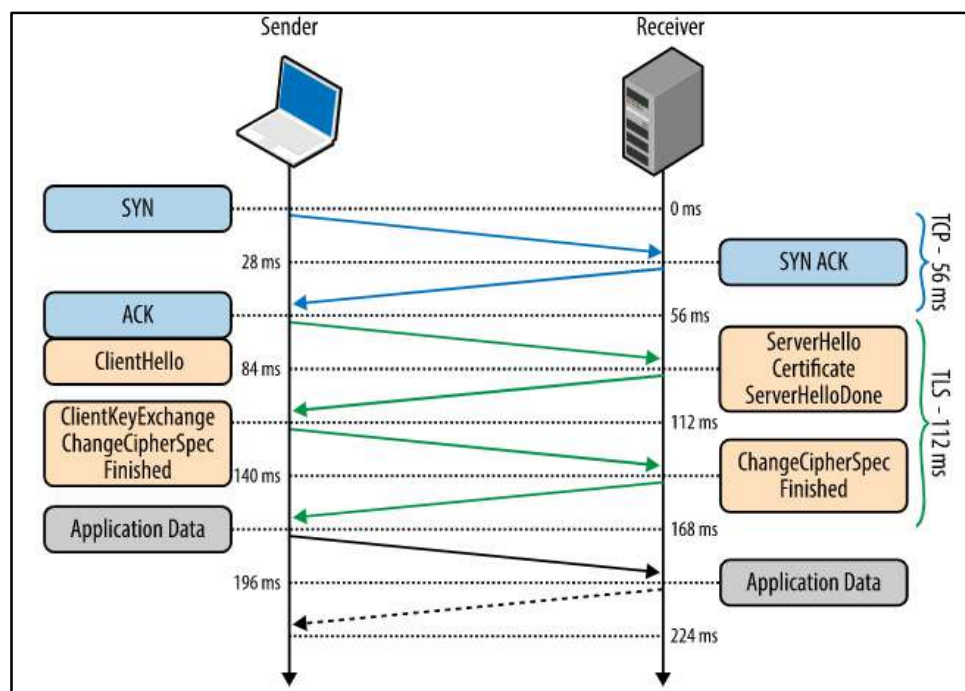 Sender
Receiver
SYN
0 ms
28 ms
SYN ACK
TCP - 56 ms
ACK
56 ms
ClientHello
84 ms
ServerHello
Certificate
ServerHelloDone
TLS - 112 ms
ClientKeyExchange
ChangeCipherSpec
Finished
112 ms
140 ms
ChangeCipherSpec
Finished
Application Data
168 ms
196 ms
Application Data
224 ms